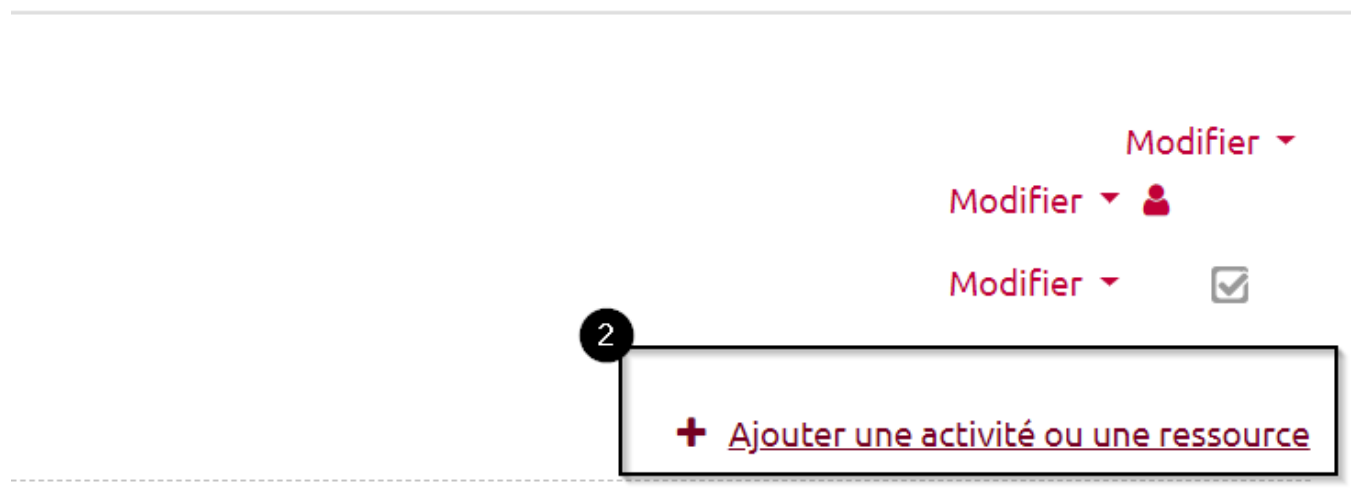 Modifier
Modifier
Modifier
2
+ Ajouter une activité ou une ressource